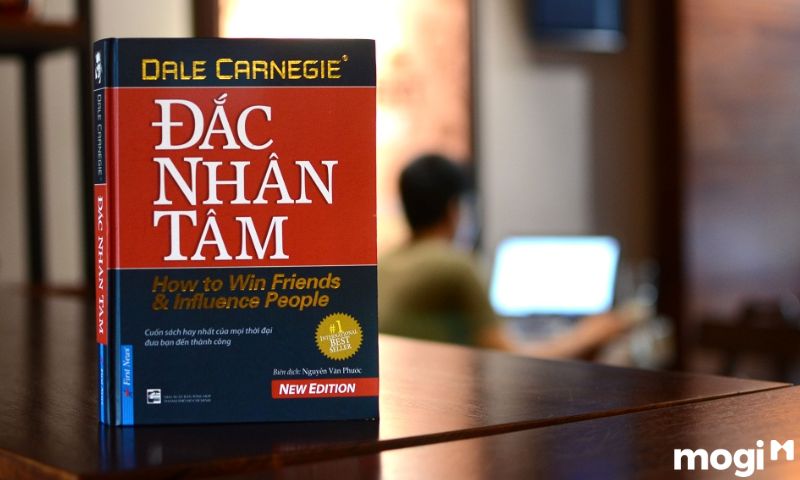 DALE CARNEGIE®
ĐẮC
NHÂN
TÂM
How to Win Friends
& Influence People
Cuốn sách hay nhất của mọi thời đại
đưa bạn đến thành công
#1
INTERNATIONAL
BEST
SELLER
Biên dịch: Nguyễn Văn Phước
NEW EDITION
DALE CARNEGIE
ĐẮC NHÂN TÂM
First News
mogi M